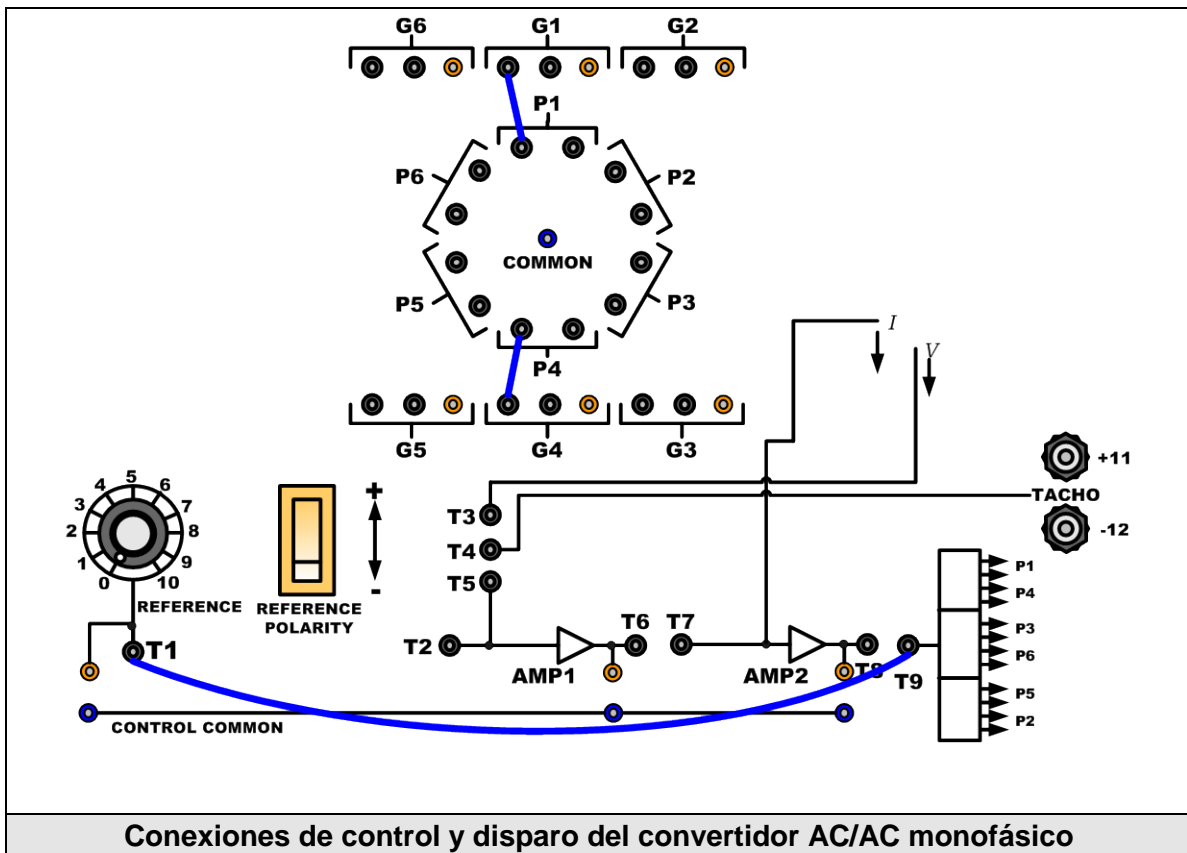 G6 G1 G2
P1
P6 P2
COMMON
P5 P3
P4
I
V
G5 G4 G3
+11
TACHO
-12
0 1 2 3 4 5 6 7 8 9 10
REFERENCE
+
-
REFERENCE
POLARITY
T3
T4
T5
T1
T2
T6
T7
T8
T9
AMP1
AMP2
CONTROL COMMON
P1
P4
P3
P6
P5
P2
Conexiones de control y disparo del convertidor AC/AC monofásico